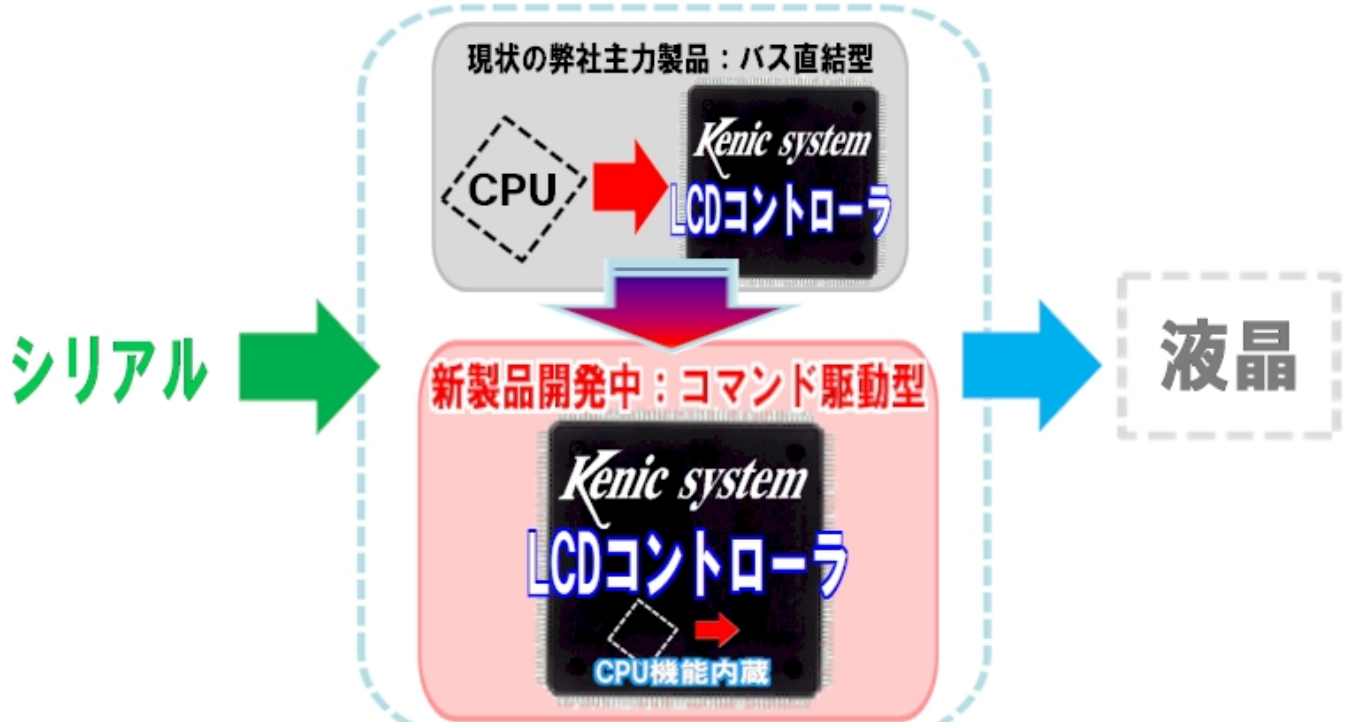 現状の弊社主力製品：バス直結型
CPU
Kenic system
LCDコントローラ
シリアル
液晶
新製品開発中：コマンド駆動型
Kenic system
LCDコントローラ
CPU機能内蔵